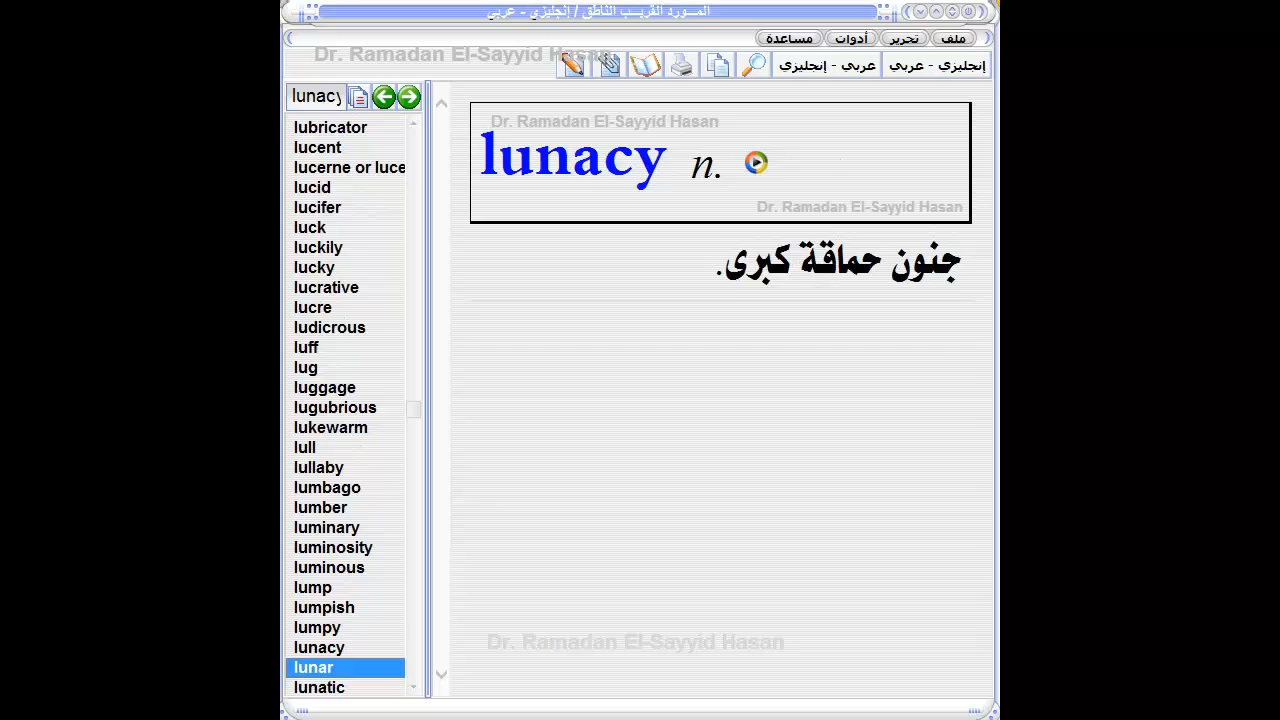 المـــورد القريـــب الناطق / إنجليزي - عربي
ملف
تحرير
أدوات
مساعدة
Dr. Ramadan El-Sayyid Hasan
إنجليزي - عربي
عربي - إنجليزي
lunacy
lubricator
lucent
lucerne or luce
lucid
lucifer
luck
luckily
lucky
lucrative
lucre
ludicrous
luff
lug
luggage
lugubrious
lukewarm
lull
lullaby
lumbago
lumber
luminary
luminosity
luminous
lump
lumpish
lumpy
lunacy
lunar
lunatic
Dr. Ramadan El-Sayyid Hasan
lunacy n.
Dr. Ramadan El-Sayyid Hasan
جنون حماقة كبرى.
Dr. Ramadan El-Sayyid Hasan